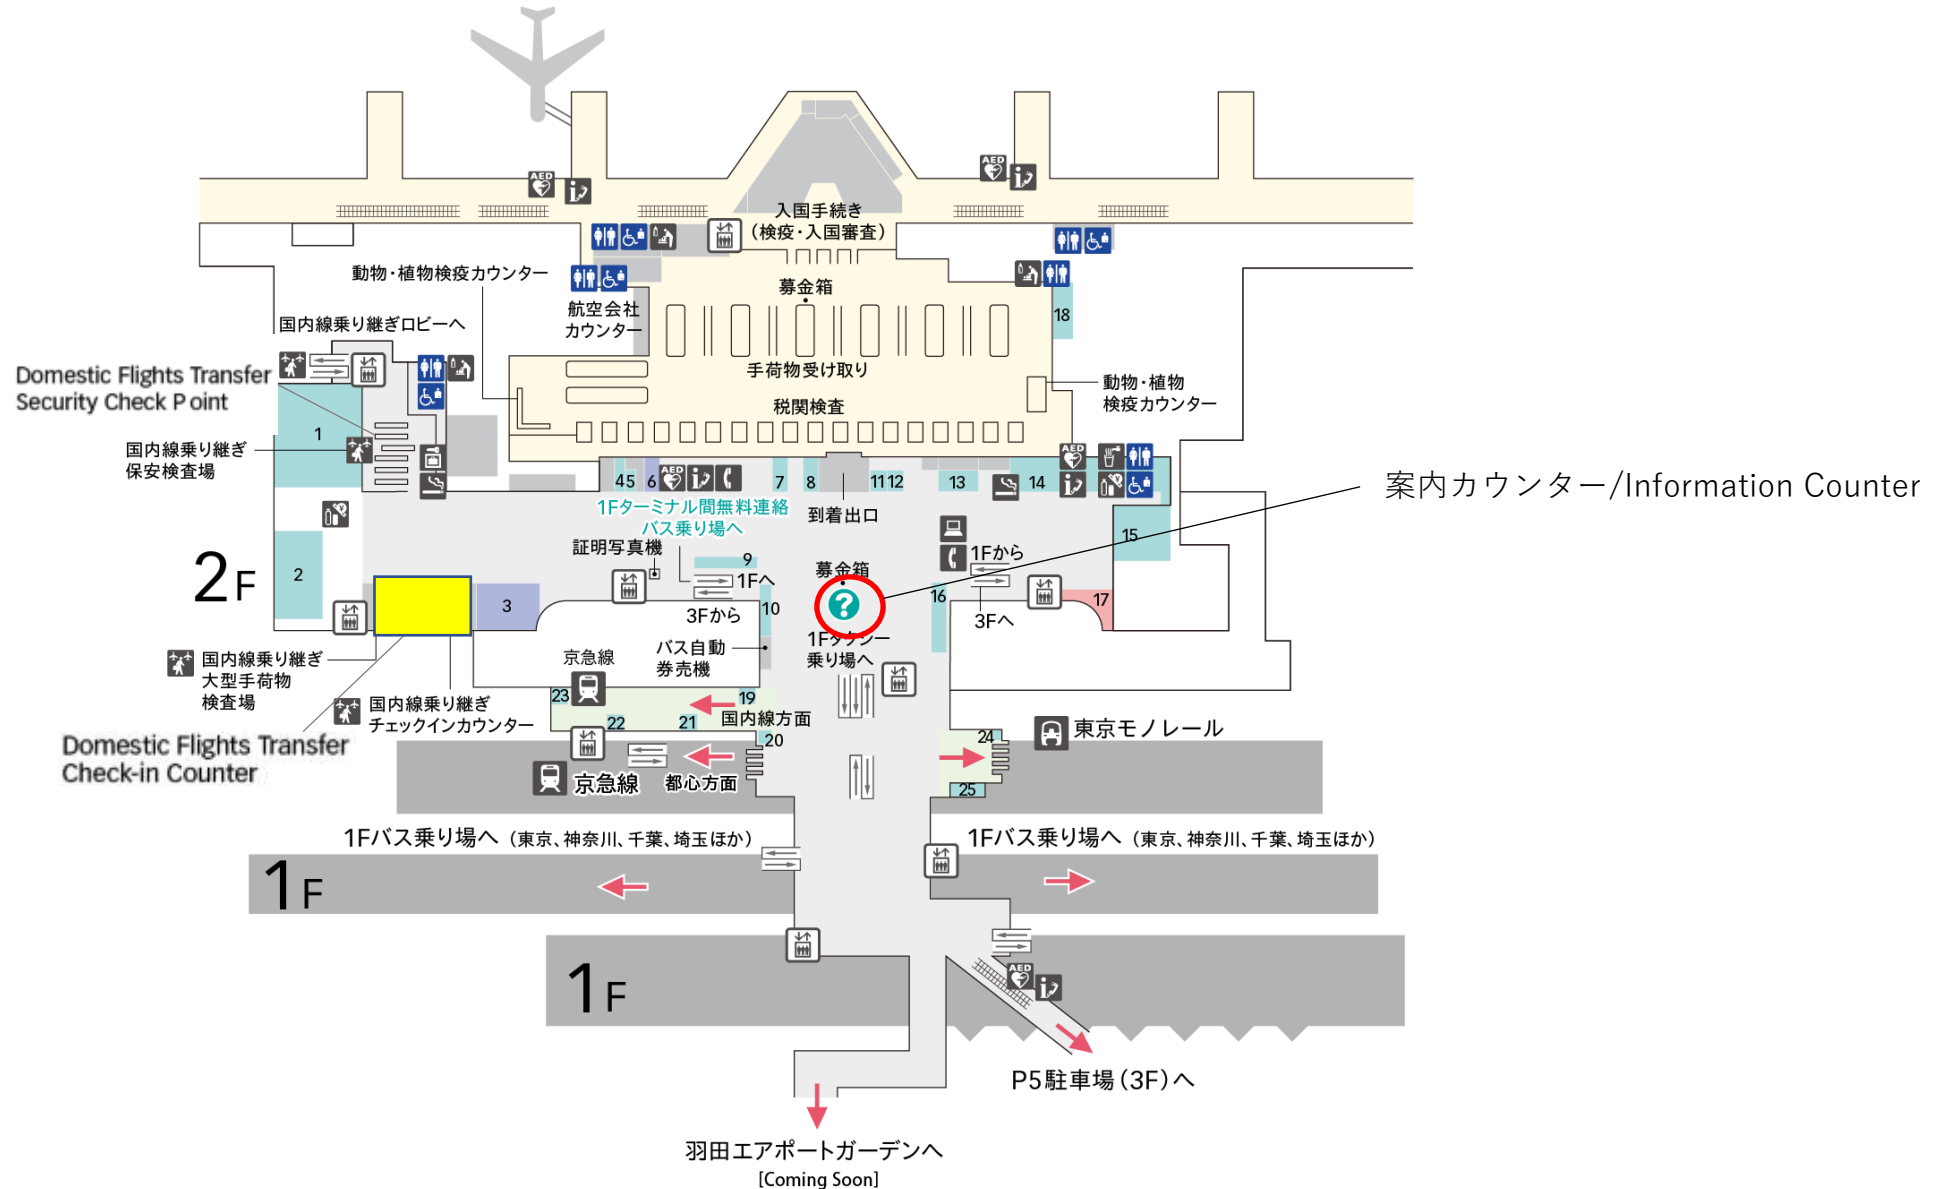 AED
AED
入国手続き
(検疫・入国審査)
動物・植物検疫カウンター
募金箱
航空会社
カウンター
18
国内線乗り継ぎロビーへ
手荷物受け取り
Domestic Flights Transfer
Security Check Point
動物・植物
検疫カウンター
税関検査
1
国内線乗り継ぎ
保安検査場
AED
AED
4
5
6
7
8
11
12
13
14
案内カウンター/Information Counter
1Fターミナル間無料連絡
バス乗り場へ
到着出口
15
証明写真機
9
1Fから
2F
2
1Fへ
募金箱
3
10
?
16
17
3Fから
3Fへ
1Fタクシー
乗り場へ
バス自動
券売機
国内線乗り継ぎ
大型手荷物
検査場
京急線
23
19
国内線乗り継ぎ
チェックインカウンター
22
21
国内線方面
20
東京モノレール
24
Domestic Flights Transfer
Check-in Counter
京急線
都心方面
25
1Fバス乗り場へ(東京、神奈川、千葉、埼玉ほか)
1Fバス乗り場へ(東京、神奈川、千葉、埼玉ほか)
1F
1F
AED
P5駐車場(3F)へ
羽田エアポートガーデンへ
[Coming Soon]